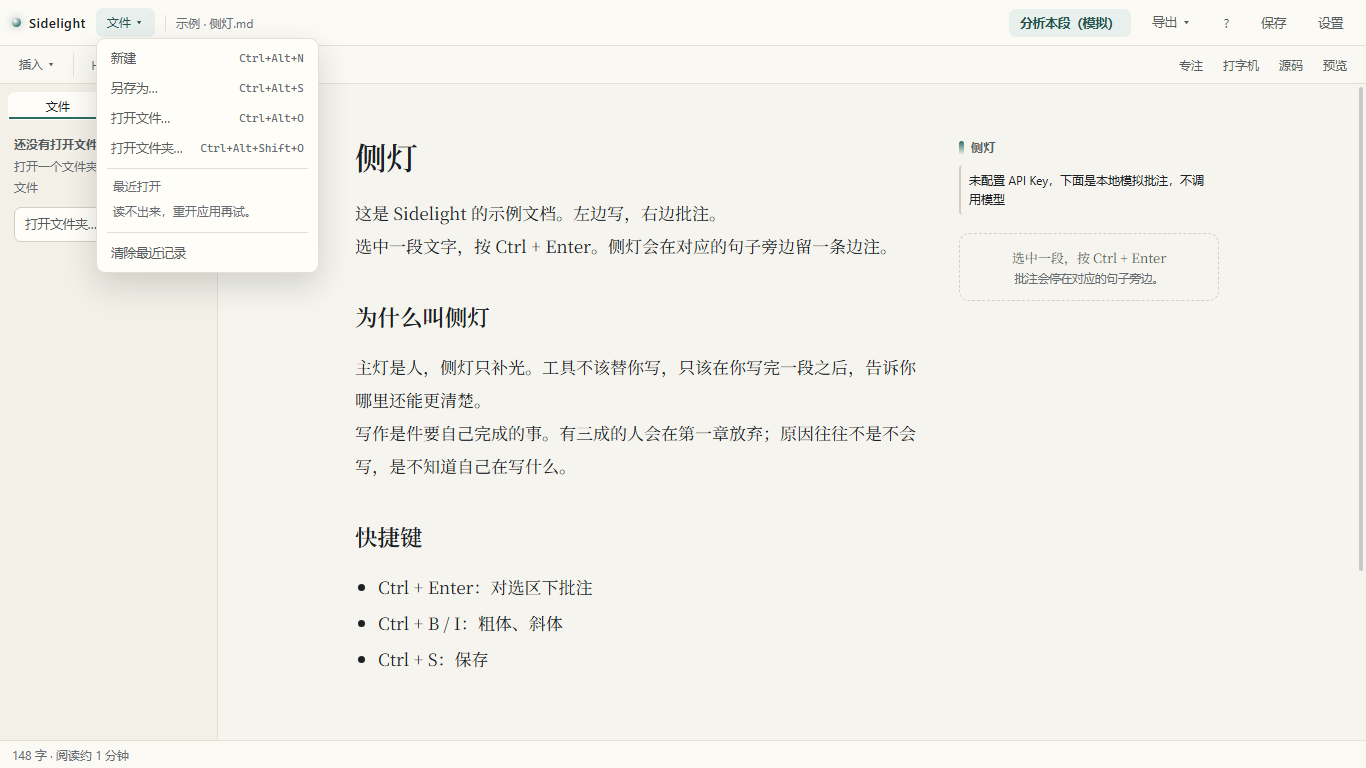 Sidelight
文件
示例 · 侧灯.md
分析本段（模拟）
导出
?
保存
设置
插入
专注
打字机
源码
预览
新建 Ctrl+Alt+N
另存为... Ctrl+Alt+S
打开文件... Ctrl+Alt+O
打开文件夹... Ctrl+Alt+Shift+O
最近打开
读不出来，重开应用再试。
清除最近记录
文件
还没有打开文件
打开一个文件夹
文件
打开文件夹...
侧灯
这是 Sidelight 的示例文档。左边写，右边批注。
选中一段文字，按 Ctrl + Enter。侧灯会在对应的句子旁边留一条边注。
为什么叫侧灯
主灯是人，侧灯只补光。工具不该替你写，只该在你写完一段之后，告诉你
哪里还能更清楚。
写作是件要自己完成的事。有三成的人会在第一章放弃；原因往往不是不会
写，是不知道自己在写什么。
快捷键
Ctrl + Enter：对选区下批注
Ctrl + B / I：粗体、斜体
Ctrl + S：保存
侧灯
未配置 API Key，下面是本地模拟批注，不调
用模型
选中一段，按 Ctrl + Enter
批注会停在对应的句子旁边。
148 字 · 阅读约 1 分钟